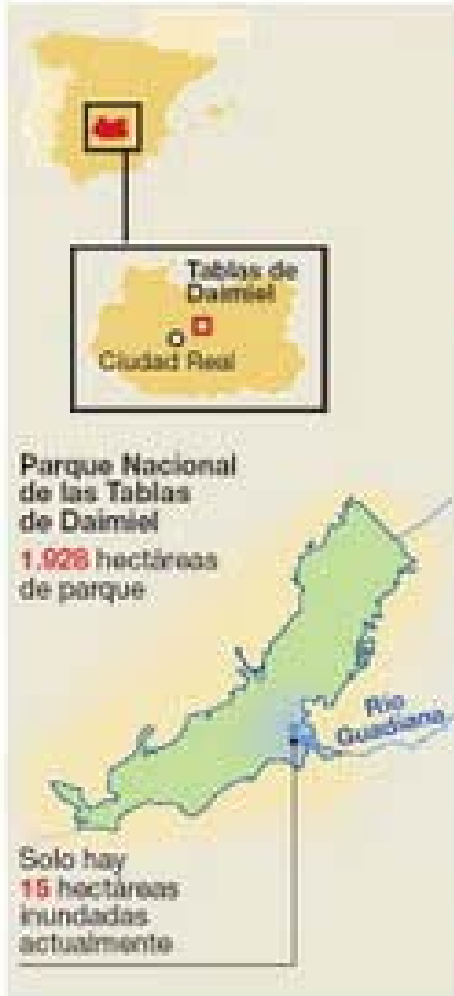 Tablas de
Daimiel
Ciudad Real
Parque Nacional
de las Tablas
de Daimiel
1.928 hectáreas
de parque
Río
Guadiana
Solo hay
15 hectáreas
inundadas
actualmente